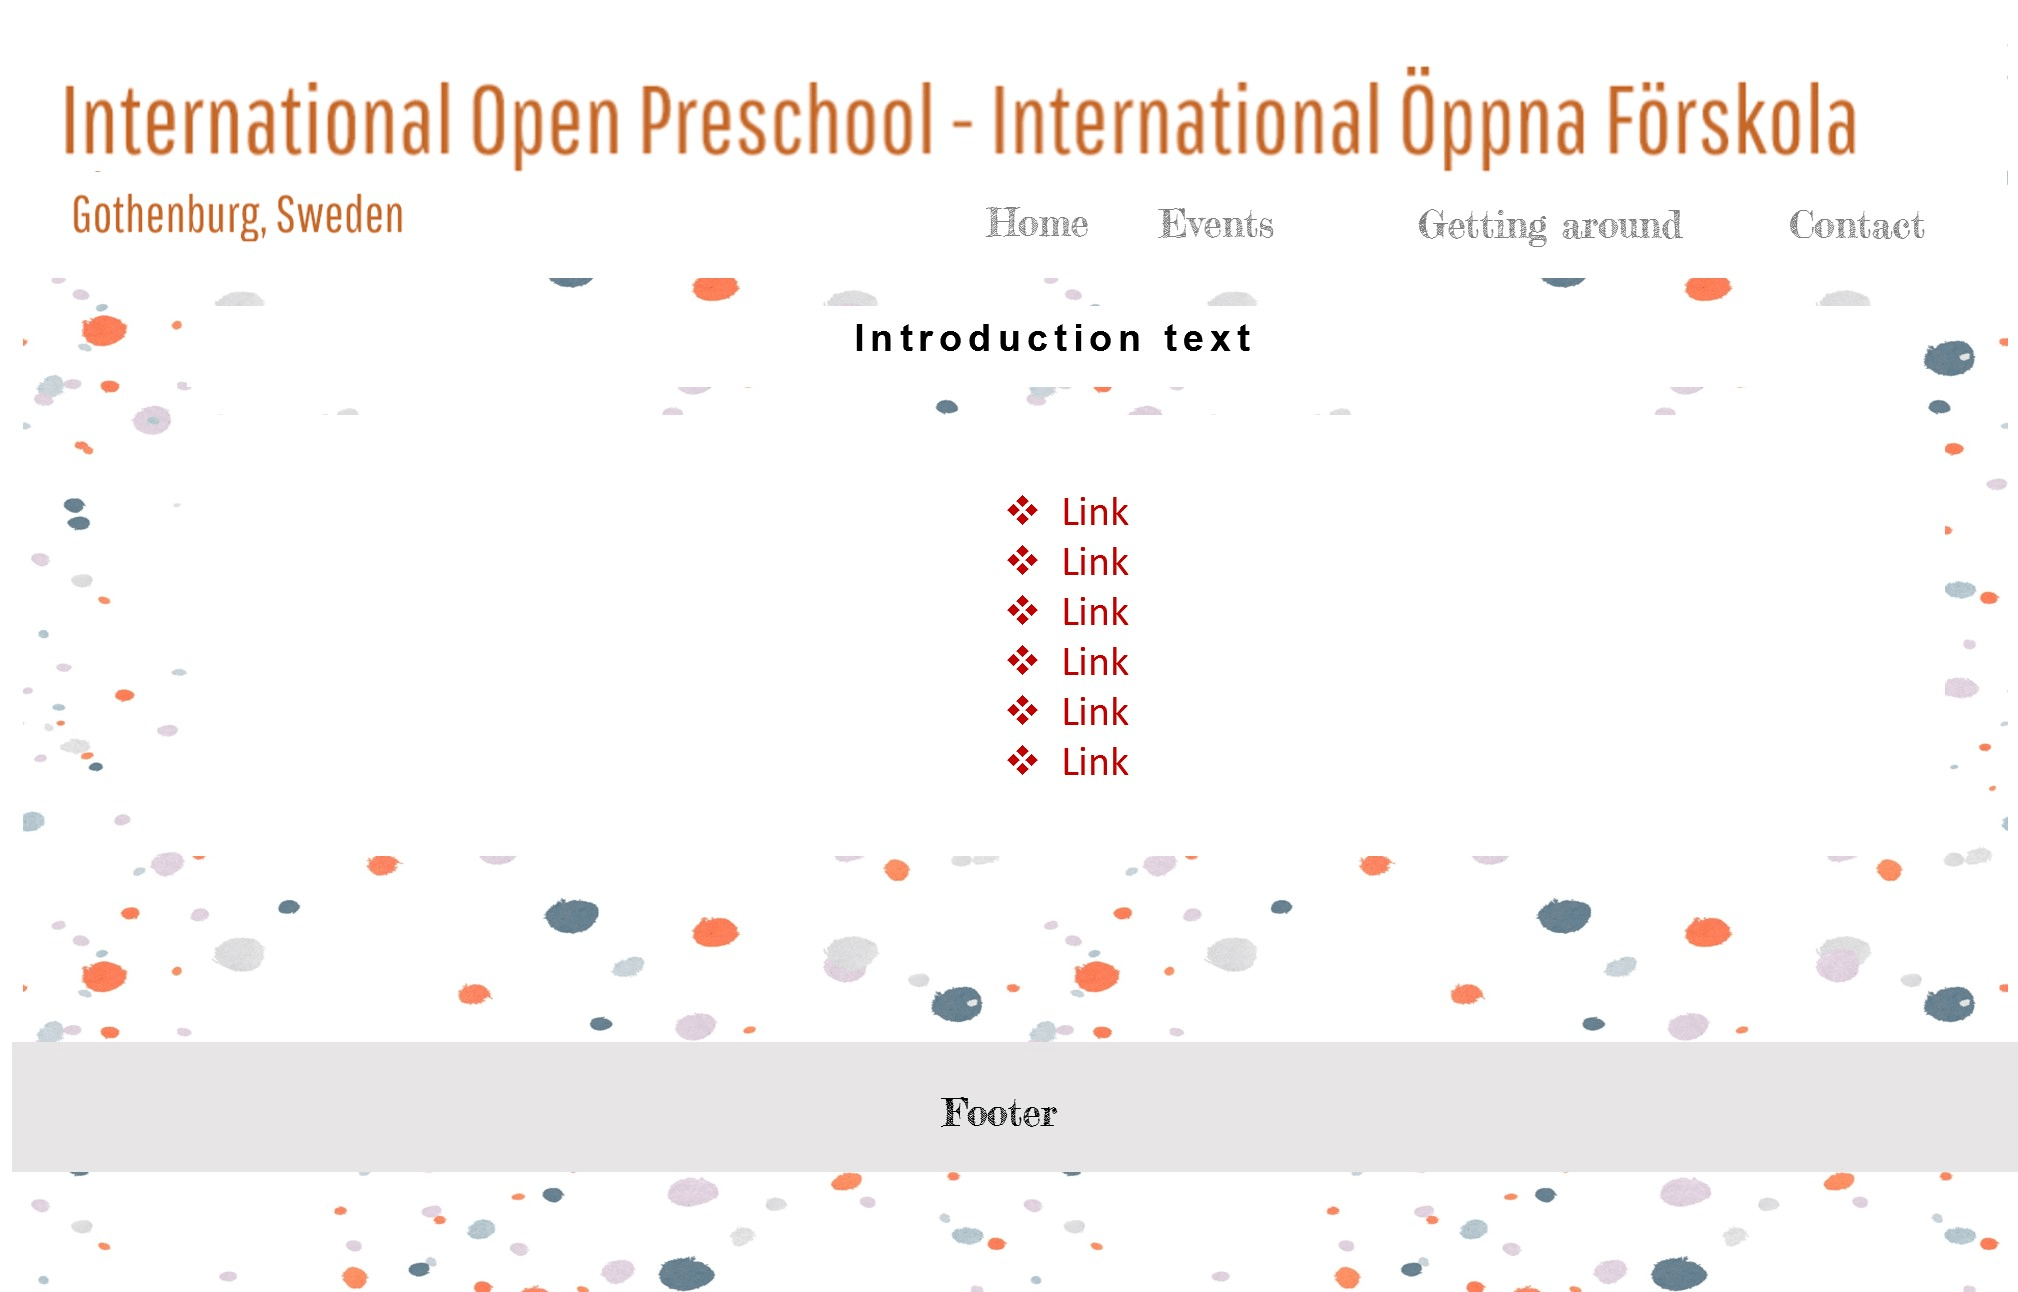 International Open Preschool - International Öppna Förskola
Gothenburg, Sweden
Home Events Getting around Contact
Introduction text
❖ Link
❖ Link
❖ Link
❖ Link
❖ Link
❖ Link
Footer